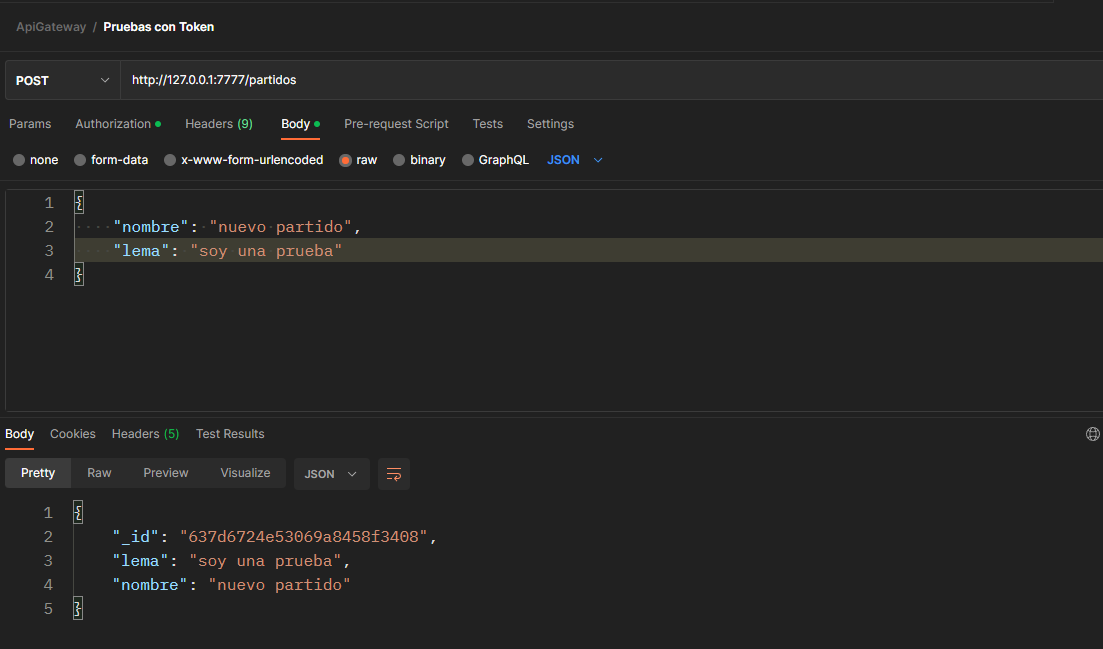 ApiGateway / Pruebas con Token
POST http://127.0.0.1:7777/partidos
Params Authorization Headers (9) Body Pre-request Script Tests Settings
none form-data x-www-form-urlencoded raw binary GraphQL JSON
1 {
2 "nombre": "nuevo partido",
3 "lema": "soy una prueba"
4 }
Body Cookies Headers (5) Test Results
Pretty Raw Preview Visualize JSON
1 {
2 "_id": "637d6724e53069a8458f3408",
3 "lema": "soy una prueba",
4 "nombre": "nuevo partido"
5 }